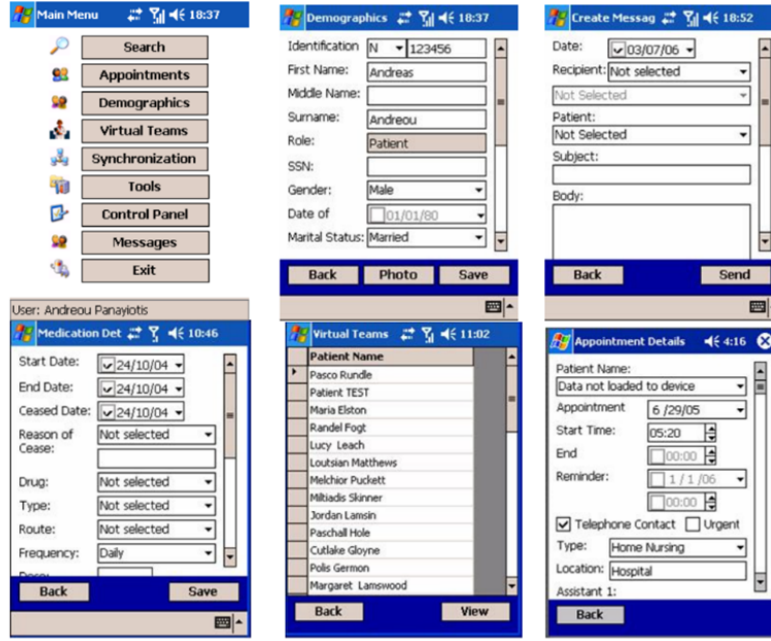 Main Menu 18:37
Search
Appointments
Demographics
Virtual Teams
Synchronization
Tools
Control Panel
Messages
Exit
User: Andreou Panayiotis
Demographics 18:37
Identification N 123456
First Name: Andreas
Middle Name:
Surname: Andreou
Role: Patient
SSN:
Gender: Male
Date of 01/01/80
Marital Status: Married
Back Photo Save
Create Messag 18:52
Date: 03/07/06
Recipient: Not selected
Not Selected
Patient:
Not Selected
Subject:
Body:
Back Send
Medication Det 10:46
Start Date: 24/10/04
End Date: 24/10/04
Ceased Date: 24/10/04
Reason of Not selected
Cease:
Drug: Not selected
Type: Not selected
Route: Not selected
Frequency: Daily
Back Save
Virtual Teams 11:02
Patient Name
Pasco Rundle
Patient TEST
Maria Elston
Randel Fogt
Lucy Leach
Loutsian Matthews
Melchior Puckett
Miltiadis Skinner
Jordan Lamsin
Paschall Hole
Cutlake Gloyne
Polis Germon
Margaret Lamswood
Back View
Appointment Details 4:16
Patient Name:
Data not loaded to device
Appointment 6 /29/05
Start Time: 05:20
End 00:00
Reminder: 1 / 1 /06
00:00
Telephone Contact Urgent
Type: Home Nursing
Location: Hospital
Assistant 1:
Back